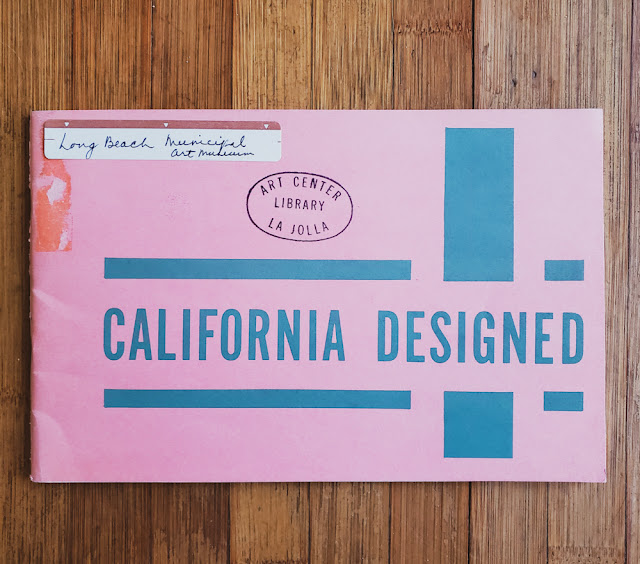 Long Beach Municipal
Art Museum
ART CENTER
LIBRARY
LA JOLLA
CALIFORNIA DESIGNED